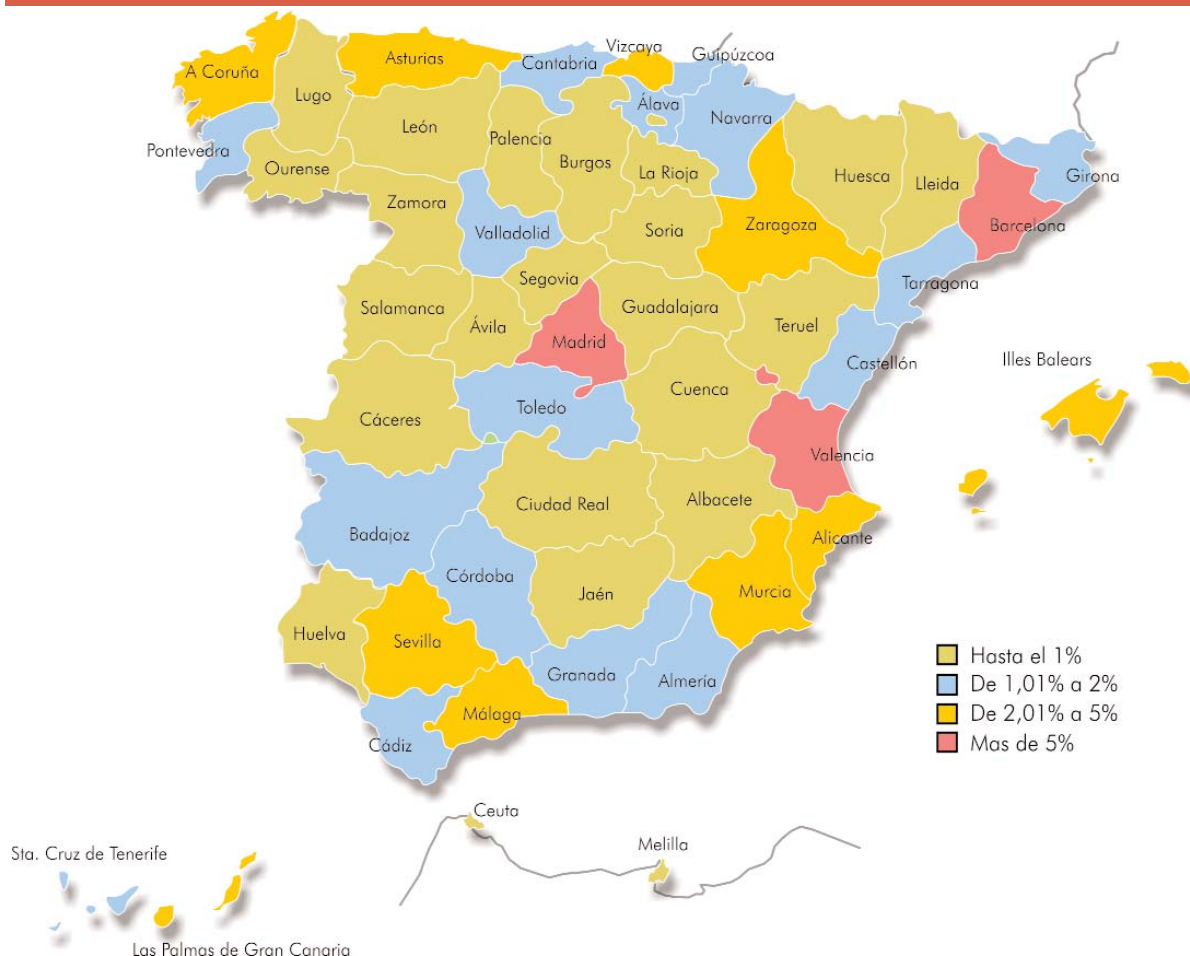 Vizcaya
Guipúzcoa
Asturias
Cantabria
A Coruña
Lugo
Álava
Navarra
León
Palencia
Pontevedra
Burgos
Ourense
La Rioja
Huesca
Lleida
Girona
Zamora
Barcelona
Valladolid
Soria
Zaragoza
Segovia
Tarragona
Salamanca
Guadalajara
Ávila
Teruel
Madrid
Illes Balears
Castellón
Cuenca
Toledo
Cáceres
Valencia
Ciudad Real
Albacete
Badajoz
Alicante
Córdoba
Jaén
Murcia
Huelva
Sevilla
Granada
Almería
Málaga
Cádiz
Hasta el 1%
De 1,01% a 2%
De 2,01% a 5%
Mas de 5%
Ceuta
Melilla
Sta. Cruz de Tenerife
Las Palmas de Gran Canaria